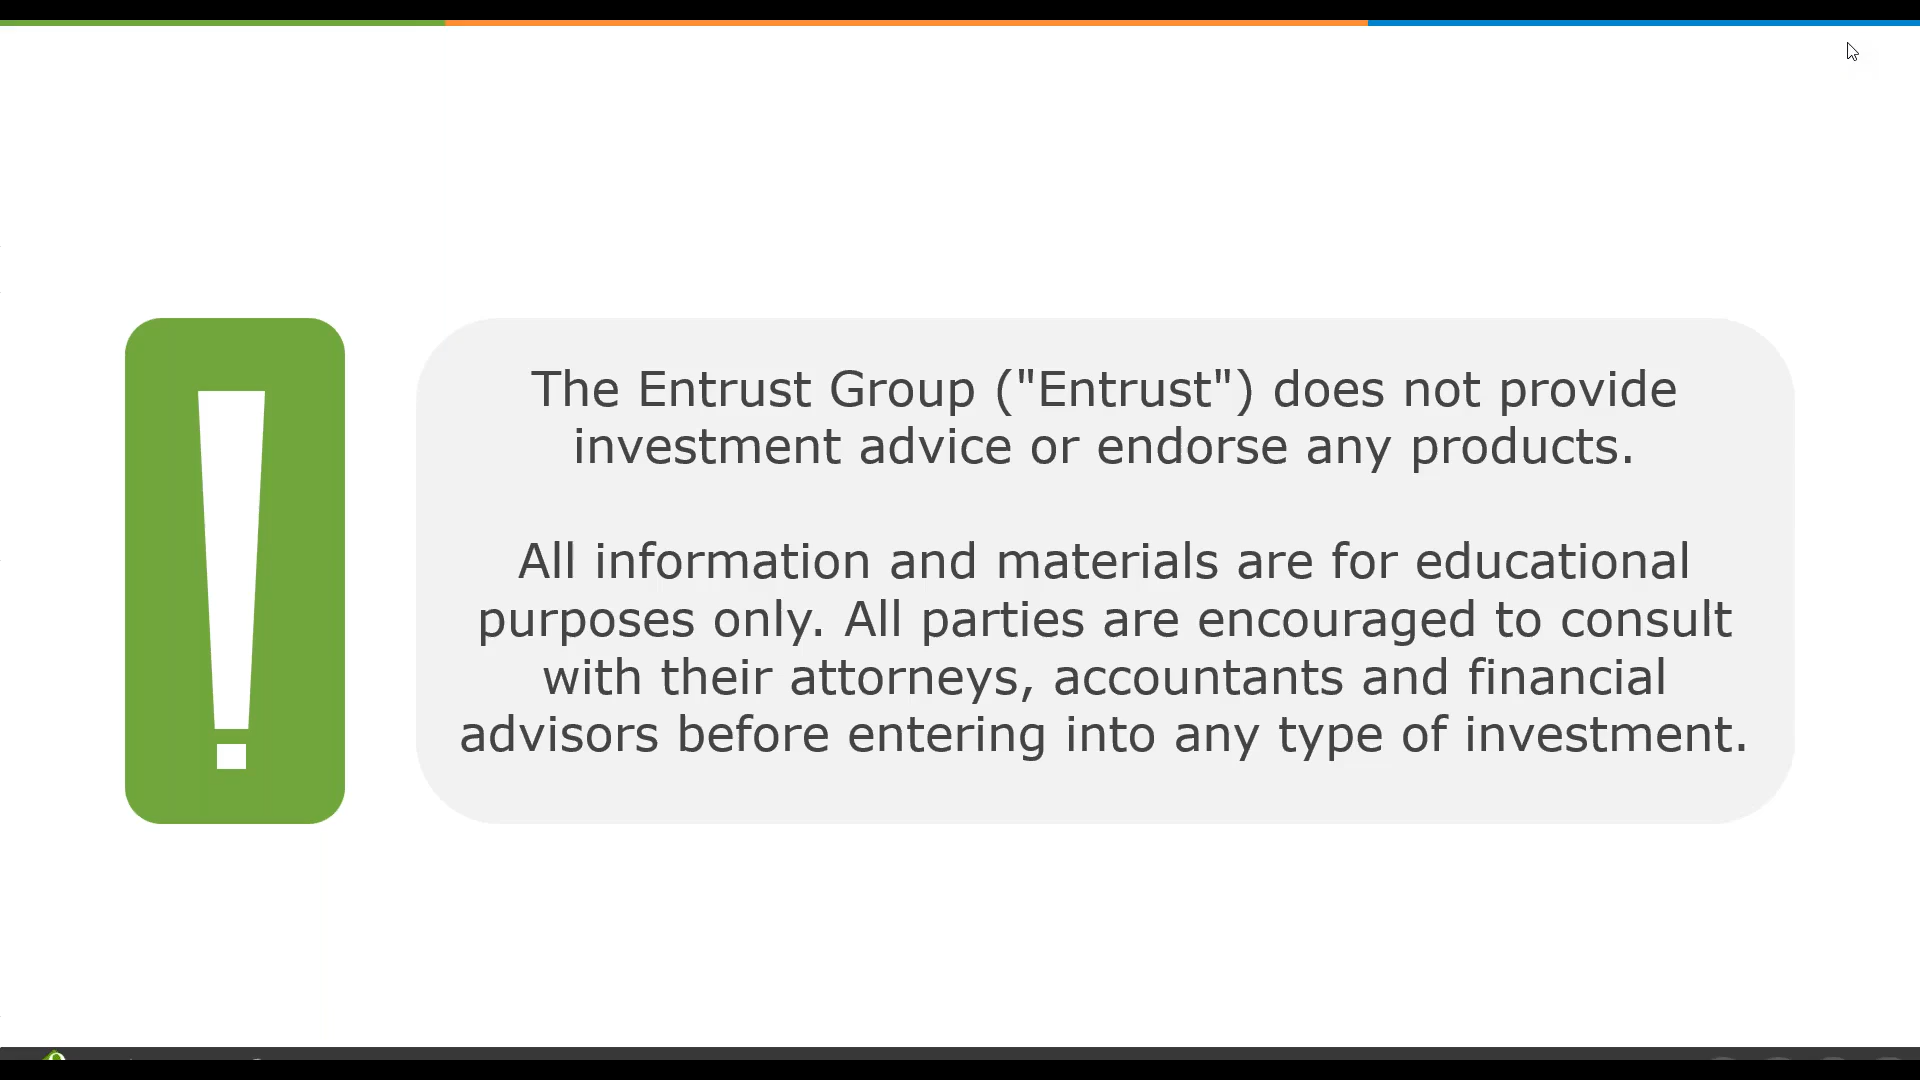 The Entrust Group ("Entrust") does not provide
investment advice or endorse any products.
All information and materials are for educational
purposes only. All parties are encouraged to consult
with their attorneys, accountants and financial
advisors before entering into any type of investment.